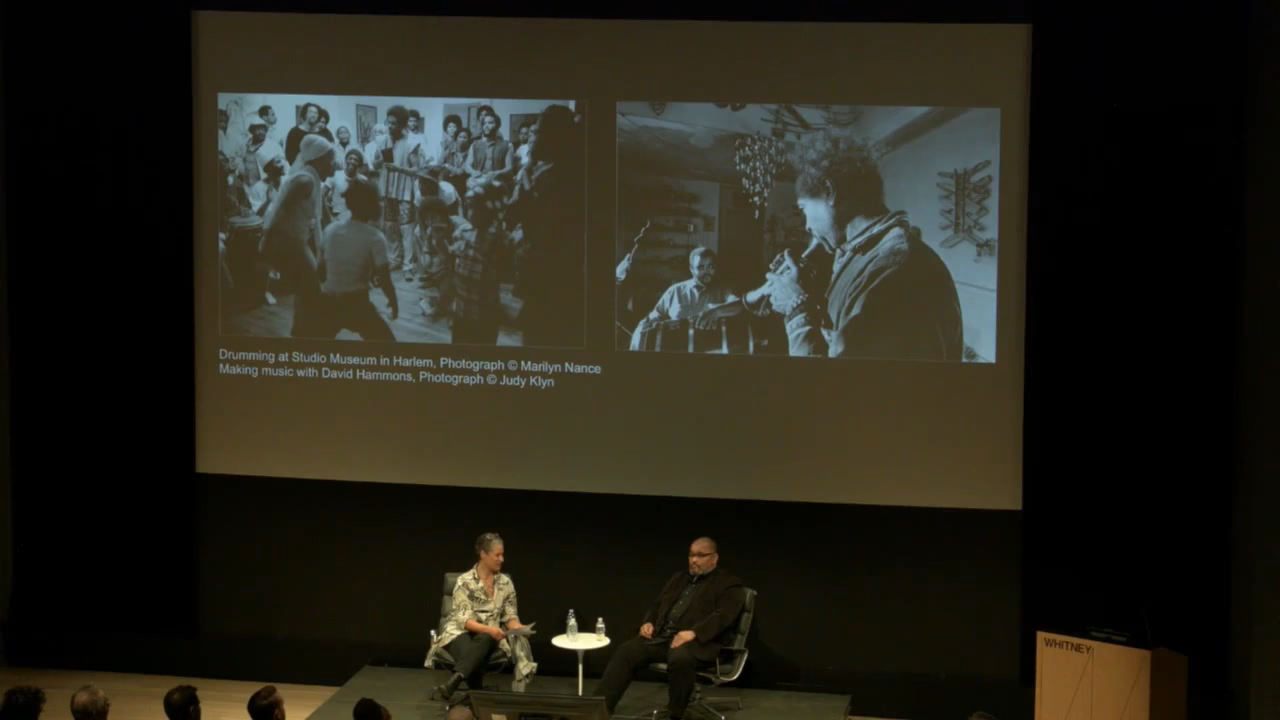 Drumming at Studio Museum in Harlem, Photograph © Marilyn Nance
Making music with David Hammons, Photograph © Judy Klyn
WHITNEY